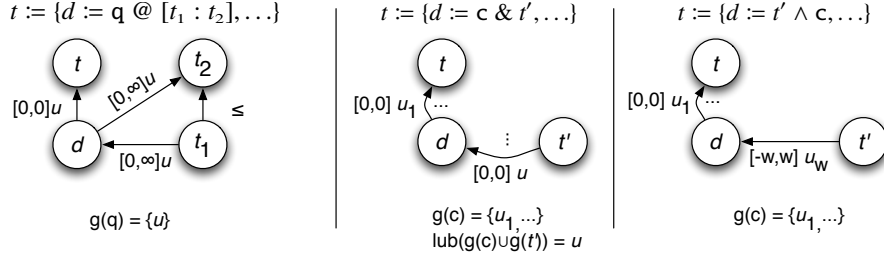 t := {d := q @ [t₁ : t₂], …}
t
t₂
[0,0]u
[0,∞]u
≤
d
t₁
[0,∞]u
g(q) = {u}
t := {d := c & t′, …}
t
[0,0] u₁
...
d
⋮
t'
[0,0] u
g(c) = {u₁,...}
lub(g(c)∪g(t')) = u
t := {d := t′ ∧ c, …}
t
[0,0] u₁
...
d
t'
[-w,w] u_w
g(c) = {u₁,...}